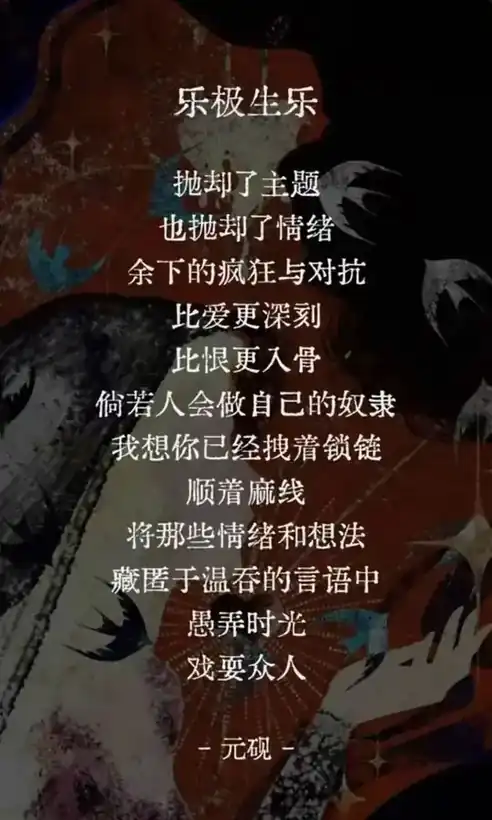 乐极生乐
抛却了主题
也抛却了情绪
余下的疯狂与对抗
比爱更深刻
比恨更入骨
倘若人会做自己的奴隶
我想你已经拽着锁链
顺着麻线
将那些情绪和想法
藏匿于温吞的言语中
愚弄时光
戏耍众人
- 元砚 -